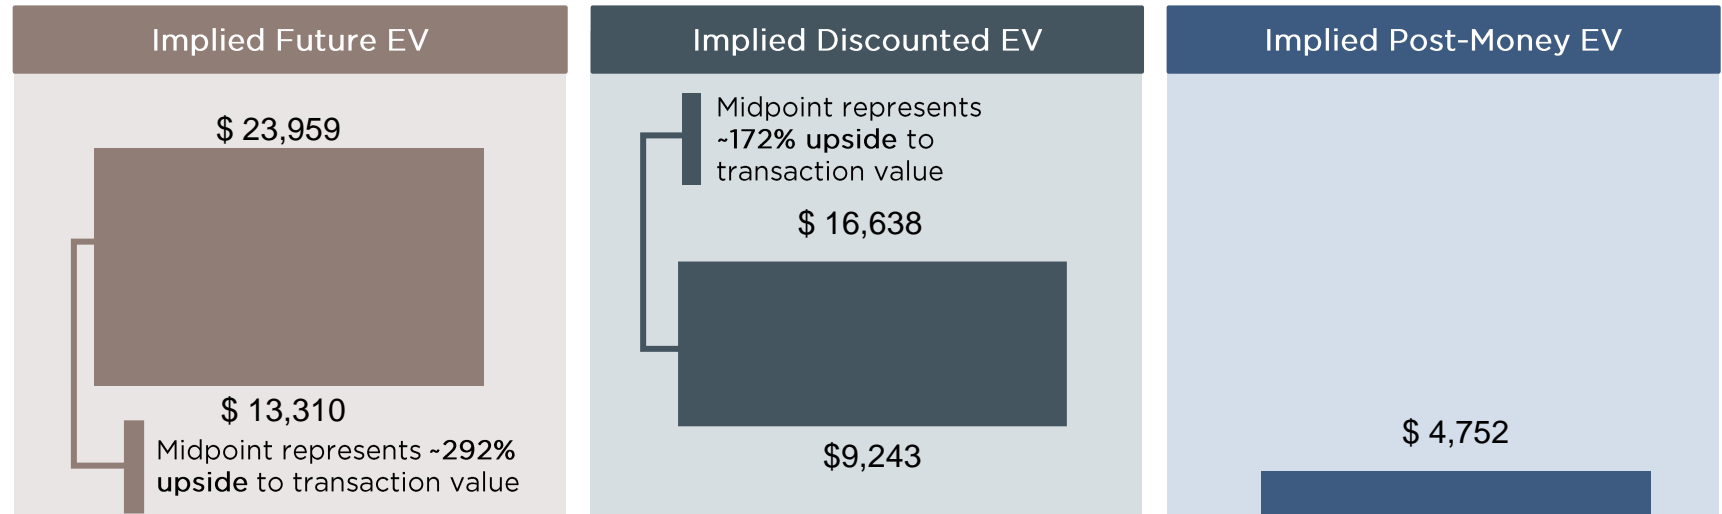 Implied Future EV
$ 23,959
$ 13,310
Midpoint represents ~292%
upside to transaction value
Implied Discounted EV
Midpoint represents
~172% upside to
transaction value
$ 16,638
$9,243
Implied Post-Money EV
$ 4,752